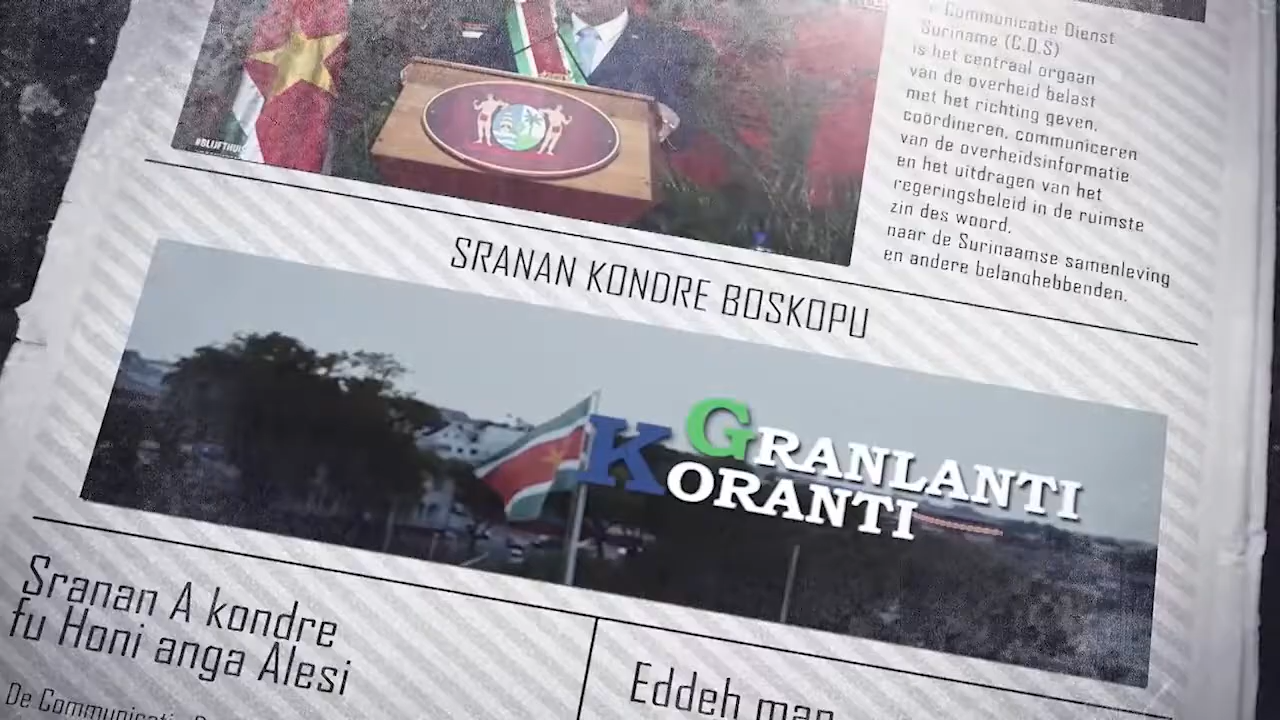 #BLIJFTHUIS
Communicatie Dienst
Suriname (C.D.S)
is het centraal orgaan
van de overheid belast
met het richting geven,
coördineren, communiceren
van de overheidsinformatie
en het uitdragen van het
regeringsbeleid in de ruimste
zin des woord,
naar de Surinaamse samenleving
en andere belanghebbenden.
SRANAN KONDRE BOSKOPU
GRANLANTI
KORANTI
Sranan A kondre
fu Honi anga Alesi
De Communicatie
Eddeh man